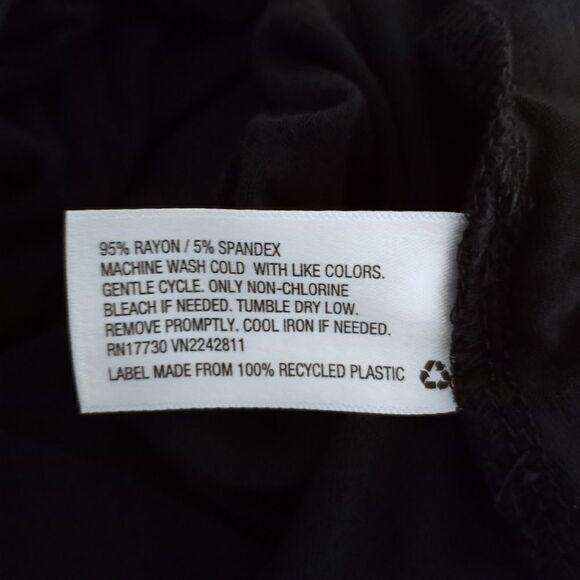 95% RAYON / 5% SPANDEX
MACHINE WASH COLD WITH LIKE COLORS.
GENTLE CYCLE. ONLY NON-CHLORINE
BLEACH IF NEEDED. TUMBLE DRY LOW.
REMOVE PROMPTLY. COOL IRON IF NEEDED.
RN17730 VN2242811
LABEL MADE FROM 100% RECYCLED PLASTIC